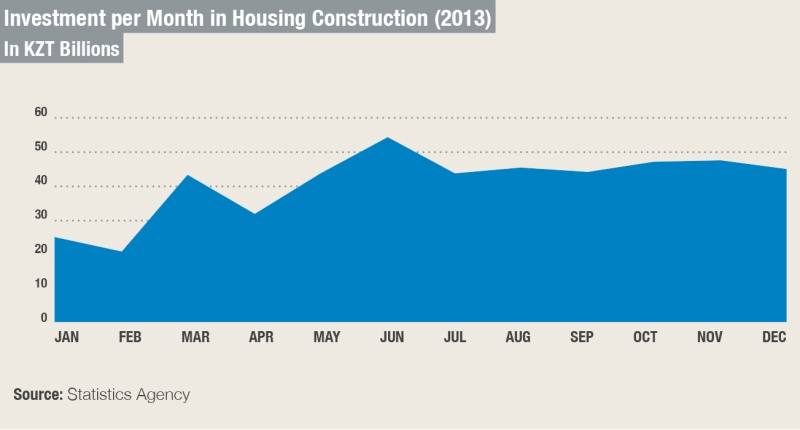 Investment per Month in Housing Construction (2013)
In KZT Billions
60
50
40
30
20
10
0
JAN FEB MAR APR MAY JUN JUL AUG SEP OCT NOV DEC
Source: Statistics Agency